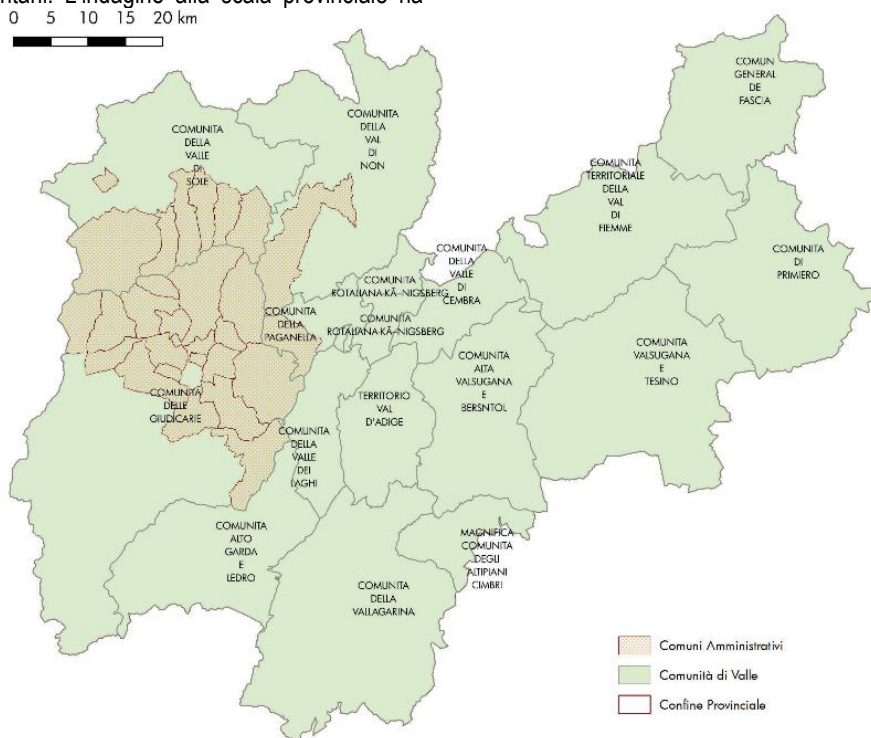 ntani. L'indagine alla scala provinciale ha
0 5 10 15 20 km
COMUN
GENERAL
DE
FASCIA
COMUNITA
DELLA
VAL
DI
NON
COMUNITA
DELLA
VALLE
DI
SOLE
COMUNITA
TERRITORIALE
DELLA
VAL
DI
FIEMME
COMUNITA
DI
PRIMIERO
COMUNITA
DELLA
VALLE
DI
CEMBRA
COMUNITA
ROTALIANA-KÃ-NIGSBERG
COMUNITA
DELLA
PAGANELLA
COMUNITA
ROTALIANA-KÃ-NIGSBERG
COMUNITA
VALSUGANA
E
TESINO
COMUNITA
ALTA
VALSUGANA
E
BERSNTOL
COMUNITA
DELLE
GIUDICARIE
TERRITORIO
VAL
D'ADIGE
COMUNITA
DELLA
VALLE
DEI
LAGHI
COMUNITA
ALTO
GARDA
E
LEDRO
MAGNIFICA
COMUNITA
DEGLI
ALTIPIANI
CIMBRI
COMUNITA
DELLA
VALLAGARINA
Comuni Amministrativi
Comunità di Valle
Confine Provinciale